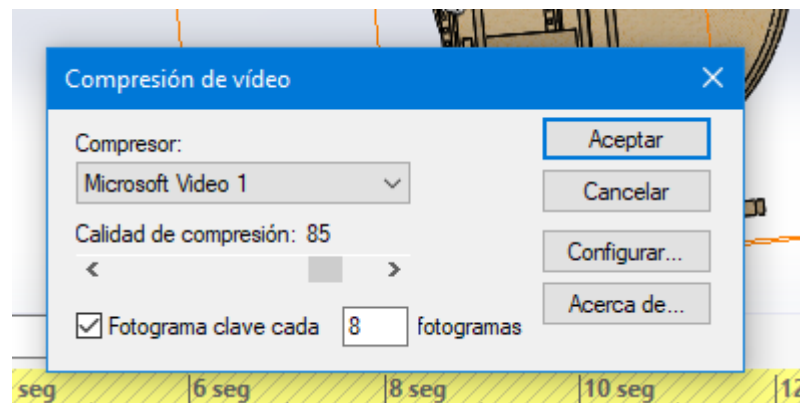 Compresión de vídeo
Compresor:
Microsoft Video 1
Calidad de compresión: 85
Fotograma clave cada 8 fotogramas
Aceptar
Cancelar
Configurar...
Acerca de...
seg 6 seg 8 seg 10 seg 12